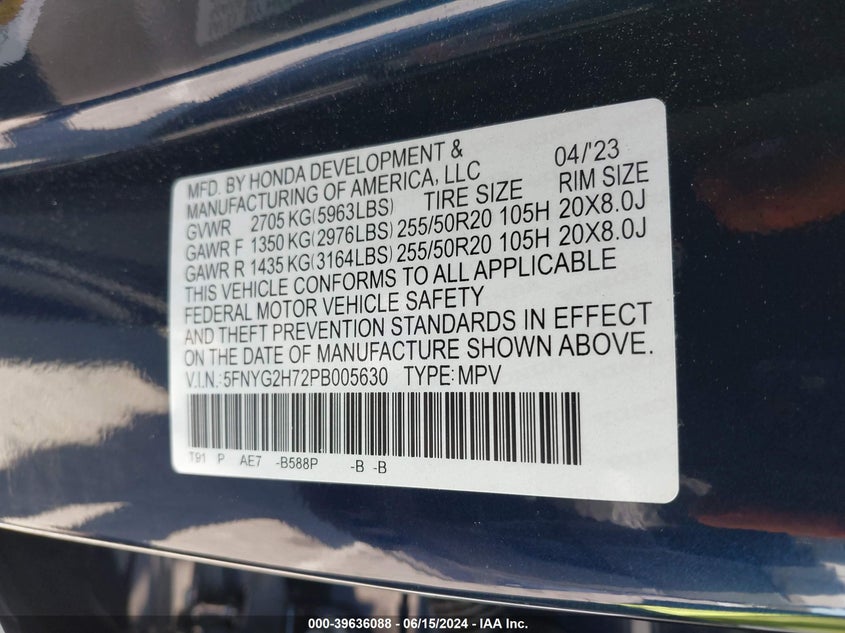 MFD. BY HONDA DEVELOPMENT & 04/'23
MANUFACTURING OF AMERICA, LLC
GVWR 2705 KG(5963LBS) TIRE SIZE RIM SIZE
GAWR F 1350 KG(2976LBS) 255/50R20 105H 20X8.0J
GAWR R 1435 KG(3164LBS) 255/50R20 105H 20X8.0J
THIS VEHICLE CONFORMS TO ALL APPLICABLE
FEDERAL MOTOR VEHICLE SAFETY
AND THEFT PREVENTION STANDARDS IN EFFECT
ON THE DATE OF MANUFACTURE SHOWN ABOVE.
V.I.N.: 5FNYG2H72PB005630 TYPE: MPV
T91 P AE7 -B588P -B -B
000-39636088 - 06/15/2024 - IAA Inc.